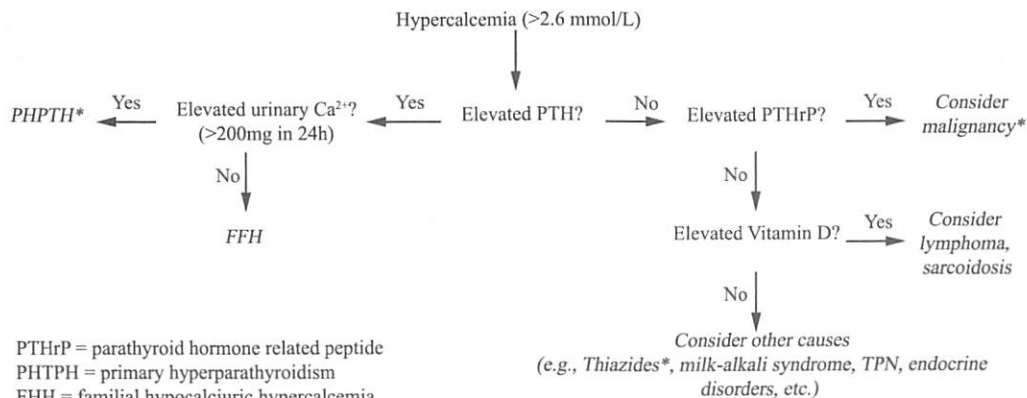 Hypercalcemia (>2.6 mmol/L)
PHPTH* Yes Elevated urinary Ca²⁺? Yes Elevated PTH? No Elevated PTHrP? Yes Consider
(>200mg in 24h) malignancy*
No No
FFH Elevated Vitamin D? Yes Consider
lymphoma,
sarcoidosis
No
Consider other causes
(e.g., Thiazides*, milk-alkali syndrome, TPN, endocrine
disorders, etc.)
PTHrP = parathyroid hormone related peptide
PHTPH = primary hyperparathyroidism
FHH = familial hypocalciuric hypercalcemia